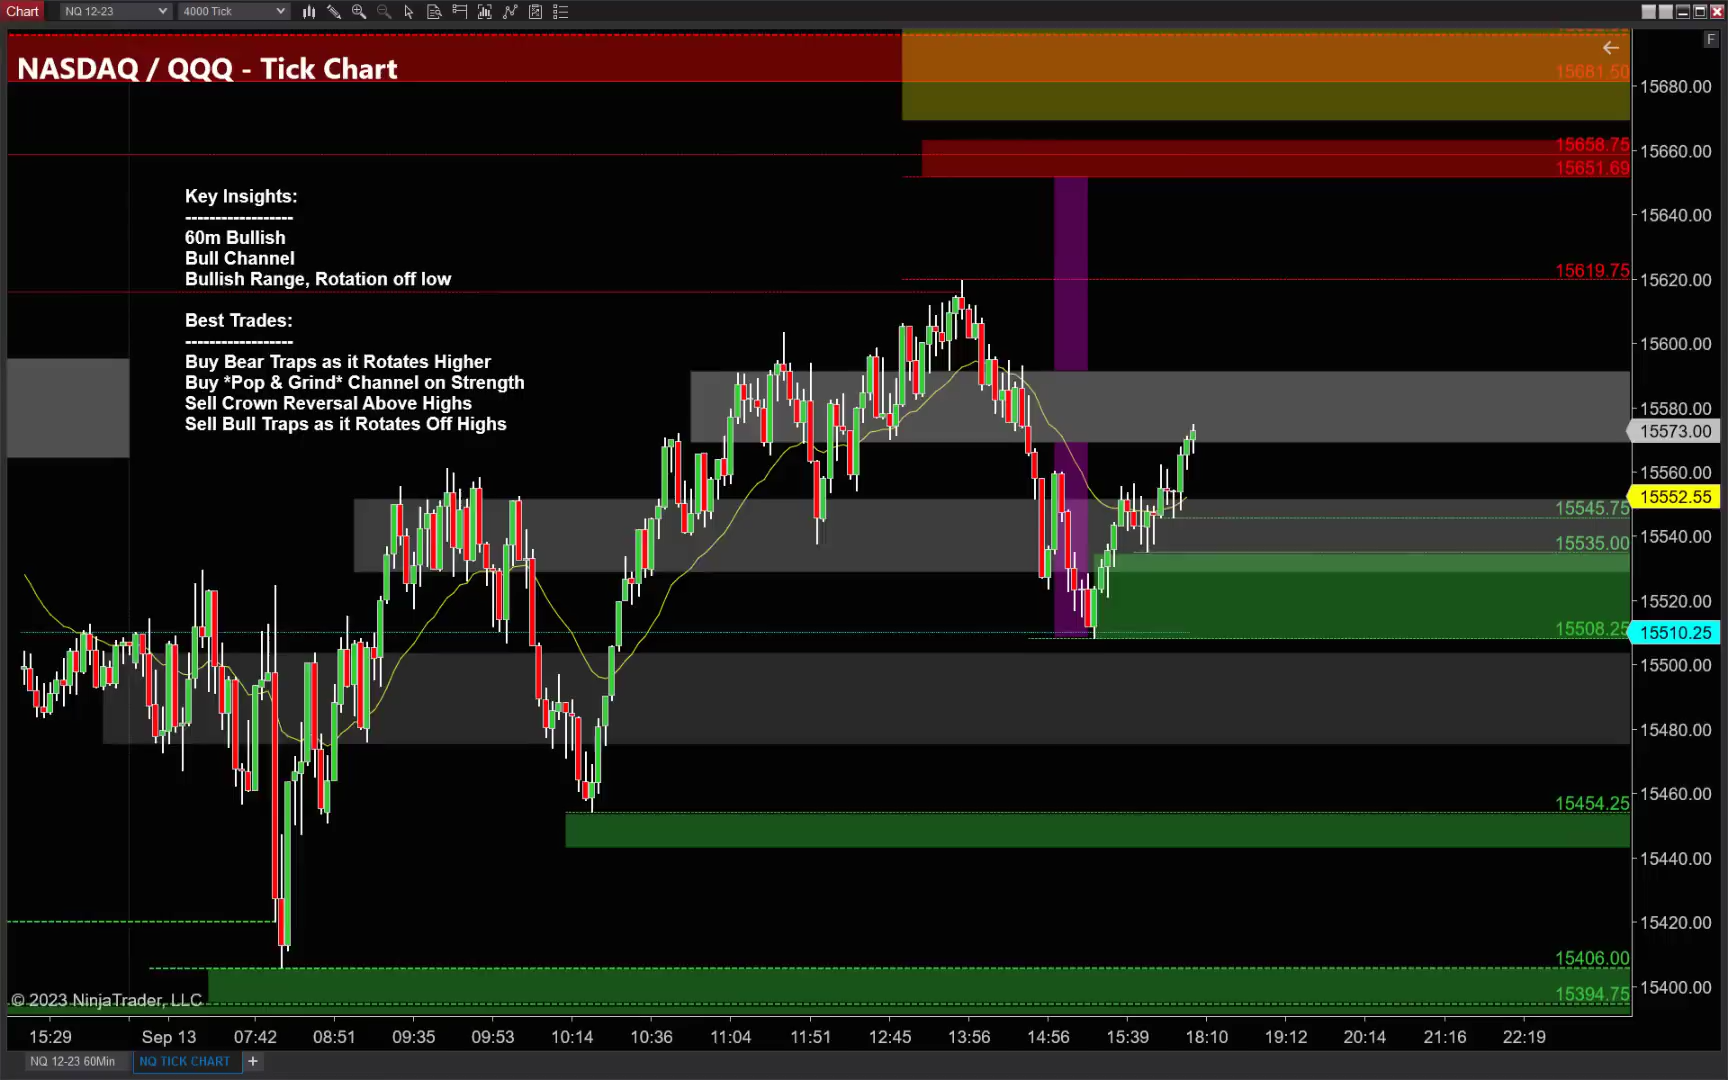 Chart NQ 12-23 4000 Tick
F
NASDAQ / QQQ - Tick Chart
Key Insights:
------------------
60m Bullish
Bull Channel
Bullish Range, Rotation off low
Best Trades:
------------------
Buy Bear Traps as it Rotates Higher
Buy *Pop & Grind* Channel on Strength
Sell Crown Reversal Above Highs
Sell Bull Traps as it Rotates Off Highs
15681.50
15658.75
15651.69
15619.75
15545.75
15535.00
15508.25
15454.25
15406.00
15394.75
15680.00
15660.00
15640.00
15620.00
15600.00
15580.00
15573.00
15560.00
15552.55
15540.00
15520.00
15510.25
15500.00
15480.00
15460.00
15440.00
15420.00
15400.00
© 2023 NinjaTrader, LLC
15:29 Sep 13 07:42 08:51 09:35 09:53 10:14 10:36 11:04 11:51 12:45 13:56 14:56 15:39 18:10 19:12 20:14 21:16 22:19
NQ 12-23 60Min NQ TICK CHART +